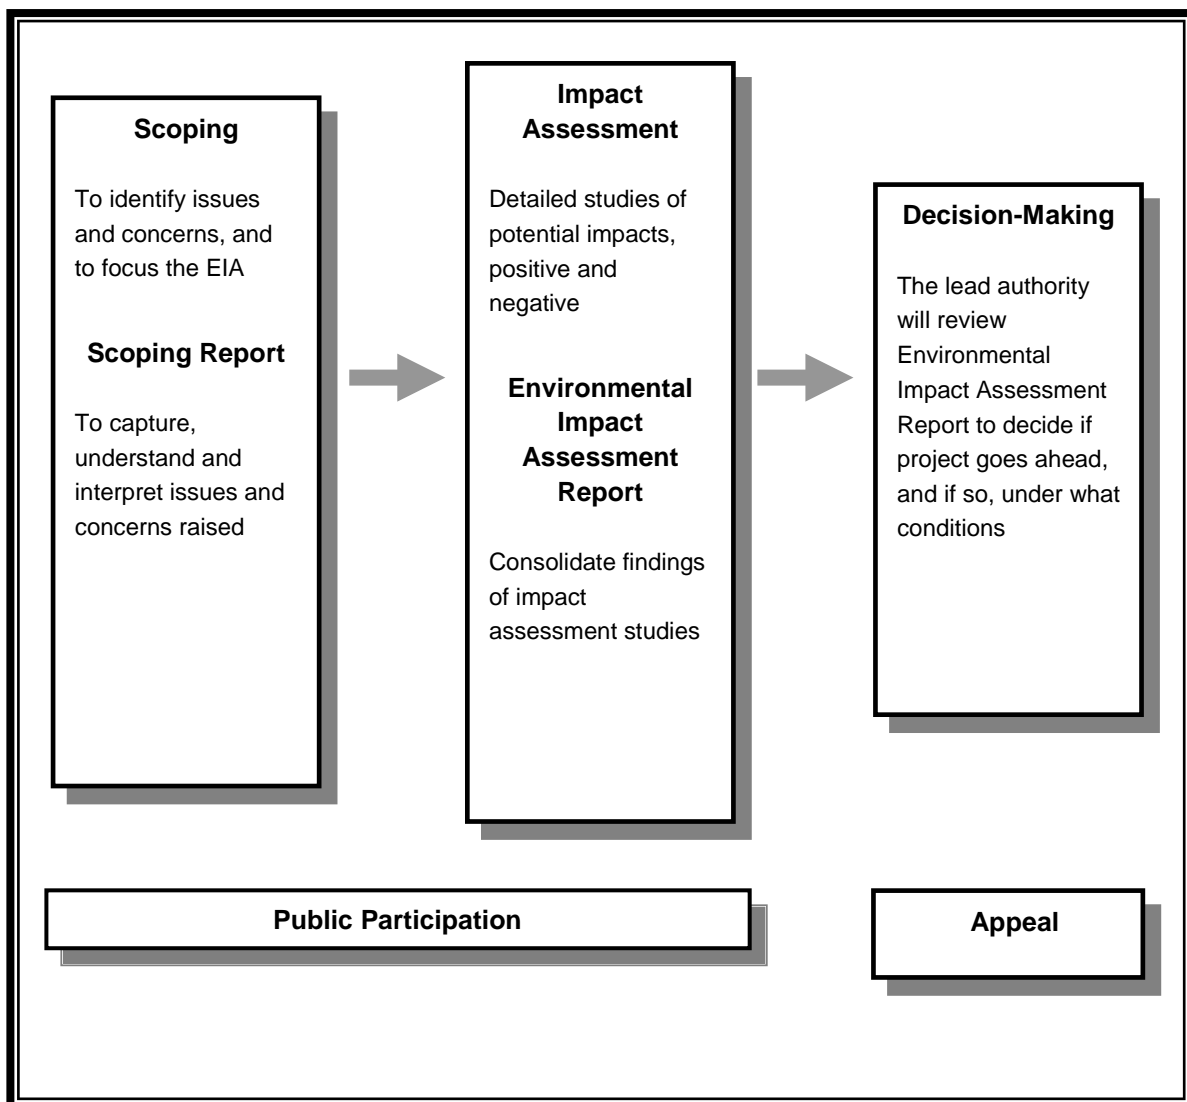 Scoping
To identify issues
and concerns, and
to focus the EIA
Scoping Report
To capture,
understand and
interpret issues and
concerns raised
Impact
Assessment
Detailed studies of
potential impacts,
positive and
negative
Environmental
Impact
Assessment
Report
Consolidate findings
of impact
assessment studies
Decision-Making
The lead authority
will review
Environmental
Impact Assessment
Report to decide if
project goes ahead,
and if so, under what
conditions
Public Participation
Appeal